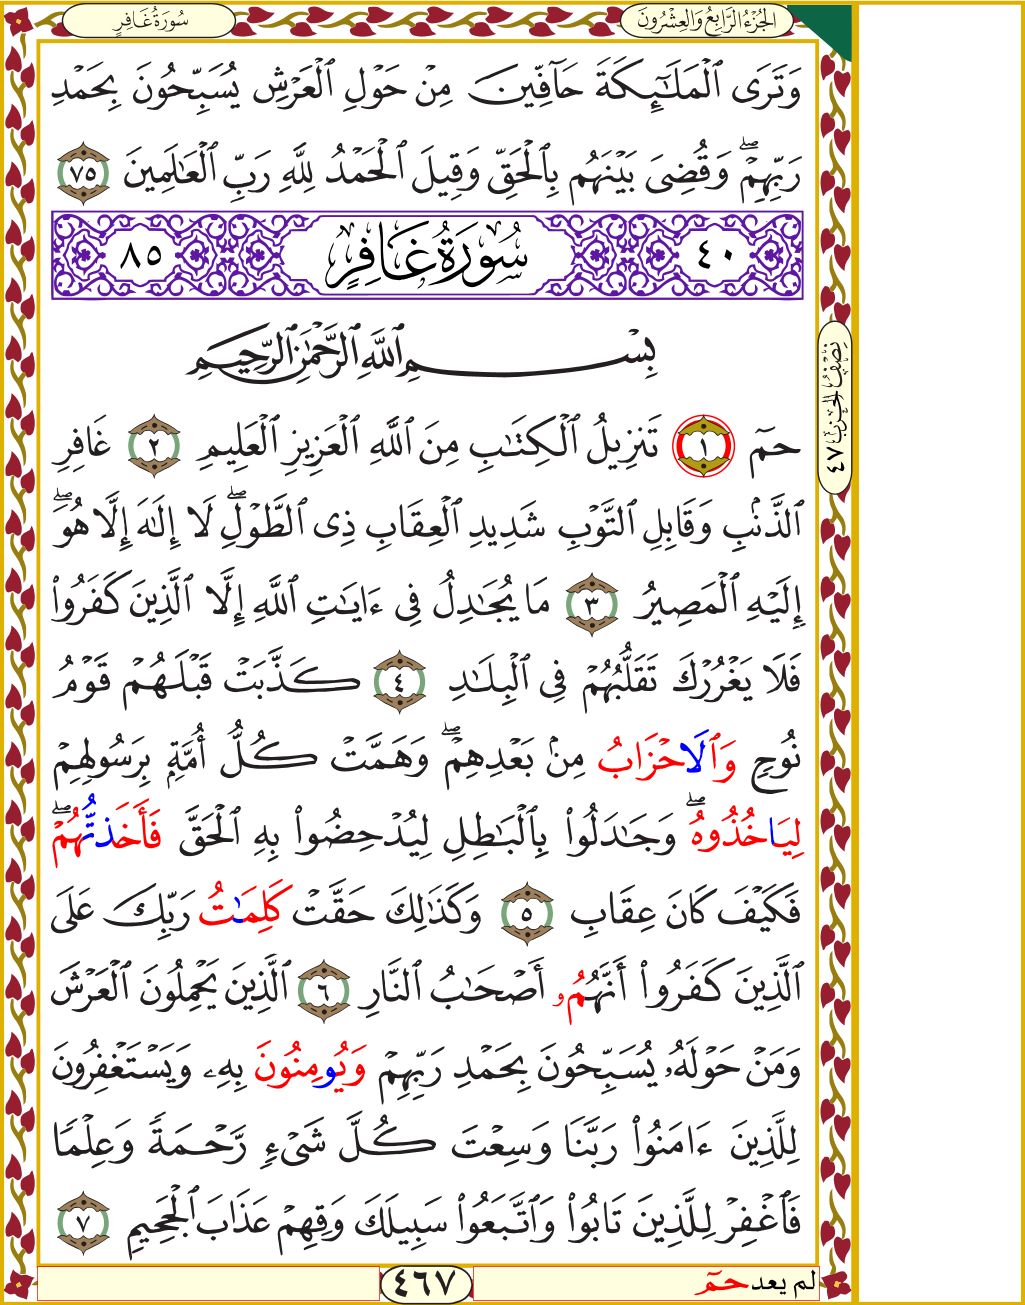 الجُزْءُ الرَّابِعُ وَالعِشْرُونَ
سُورَةُ غَافِرٍ
وَتَرَى ٱلْمَلَـٰٓئِكَةَ حَآفِّينَ مِنْ حَوْلِ ٱلْعَرْشِ يُسَبِّحُونَ بِحَمْدِ
رَبِّهِمْۖ وَقُضِىَ بَيْنَهُم بِٱلْحَقِّ وَقِيلَ ٱلْحَمْدُ لِلَّهِ رَبِّ ٱلْعَـٰلَمِينَ ٧٥
٤٠ سُورَةُ غَافِرٍ ٨٥
بِسْمِ ٱللَّهِ ٱلرَّحْمَـٰنِ ٱلرَّحِيمِ
حمٓ ١ تَنزِيلُ ٱلْكِتَـٰبِ مِنَ ٱللَّهِ ٱلْعَزِيزِ ٱلْعَلِيمِ ٢ غَافِرِ
ٱلذَّنۢبِ وَقَابِلِ ٱلتَّوْبِ شَدِيدِ ٱلْعِقَابِ ذِى ٱلطَّوْلِۖ لَا إِلَـٰهَ إِلَّا هُوَۖ
إِلَيْهِ ٱلْمَصِيرُ ٣ مَا يُجَـٰدِلُ فِى ءَايَـٰتِ ٱللَّهِ إِلَّا ٱلَّذِينَ كَفَرُوا۟
فَلَا يَغْرُرْكَ تَقَلُّبُهُمْ فِى ٱلْبِلَـٰدِ ٤ كَذَّبَتْ قَبْلَهُمْ قَوْمُ
نُوحٍ وَٱلَاحْزَابُ مِنۢ بَعْدِهِمْۖ وَهَمَّتْ كُلُّ أُمَّةٍۭ بِرَسُولِهِمْ
لِيَاخُذُوهُۖ وَجَـٰدَلُوا۟ بِٱلْبَـٰطِلِ لِيُدْحِضُوا۟ بِهِ ٱلْحَقَّ فَأَخَذتُّهُمْۖ
فَكَيْفَ كَانَ عِقَابِ ٥ وَكَذَٰلِكَ حَقَّتْ كَلِمَـٰتُ رَبِّكَ عَلَى
ٱلَّذِينَ كَفَرُوا۟ أَنَّهُمُۥ أَصْحَـٰبُ ٱلنَّارِ ٦ ٱلَّذِينَ يَحْمِلُونَ ٱلْعَرْشَ
وَمَنْ حَوْلَهُۥ يُسَبِّحُونَ بِحَمْدِ رَبِّهِمْ وَيُومِنُونَ بِهِۦ وَيَسْتَغْفِرُونَ
لِلَّذِينَ ءَامَنُوا۟ رَبَّنَا وَسِعْتَ كُلَّ شَىْءٍ رَّحْمَةً وَعِلْمًا
فَٱغْفِرْ لِلَّذِينَ تَابُوا۟ وَٱتَّبَعُوا۟ سَبِيلَكَ وَقِهِمْ عَذَابَ ٱلْجَحِيمِ ٧
نِصْفُ الحِزْبِ ٤٧
لم يعد حمٓ
٤٦٧